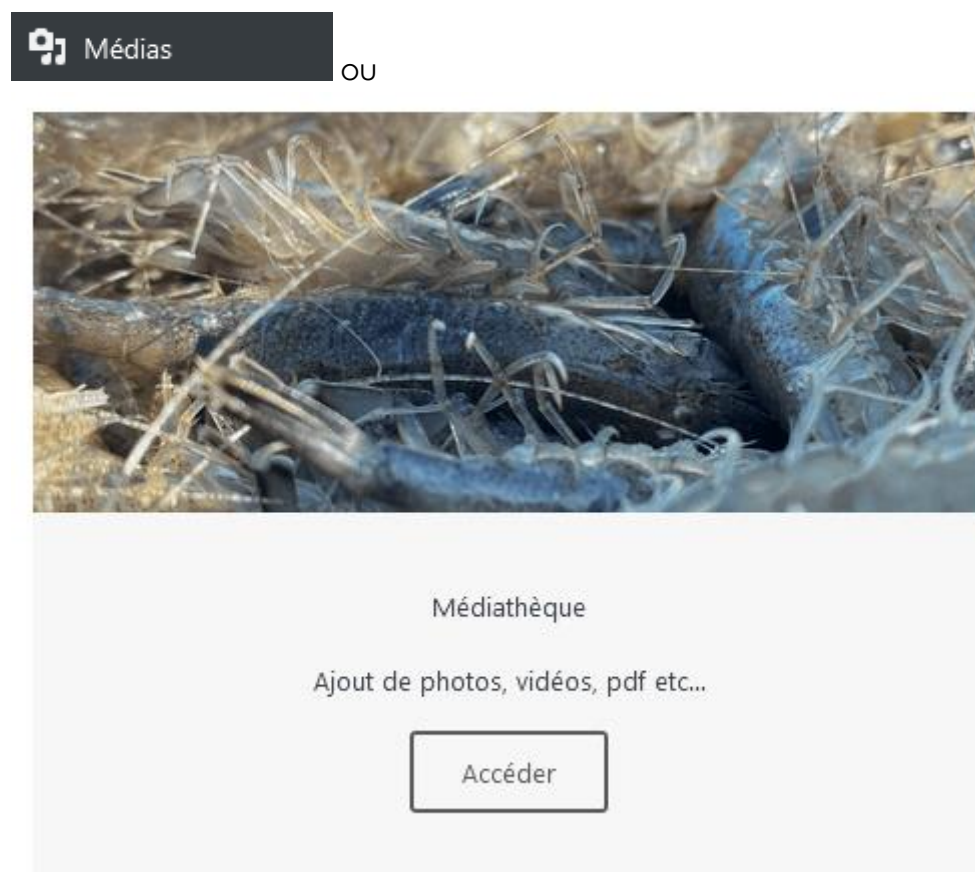 Médias
OU
Médiathèque
Ajout de photos, vidéos, pdf etc...
Accéder